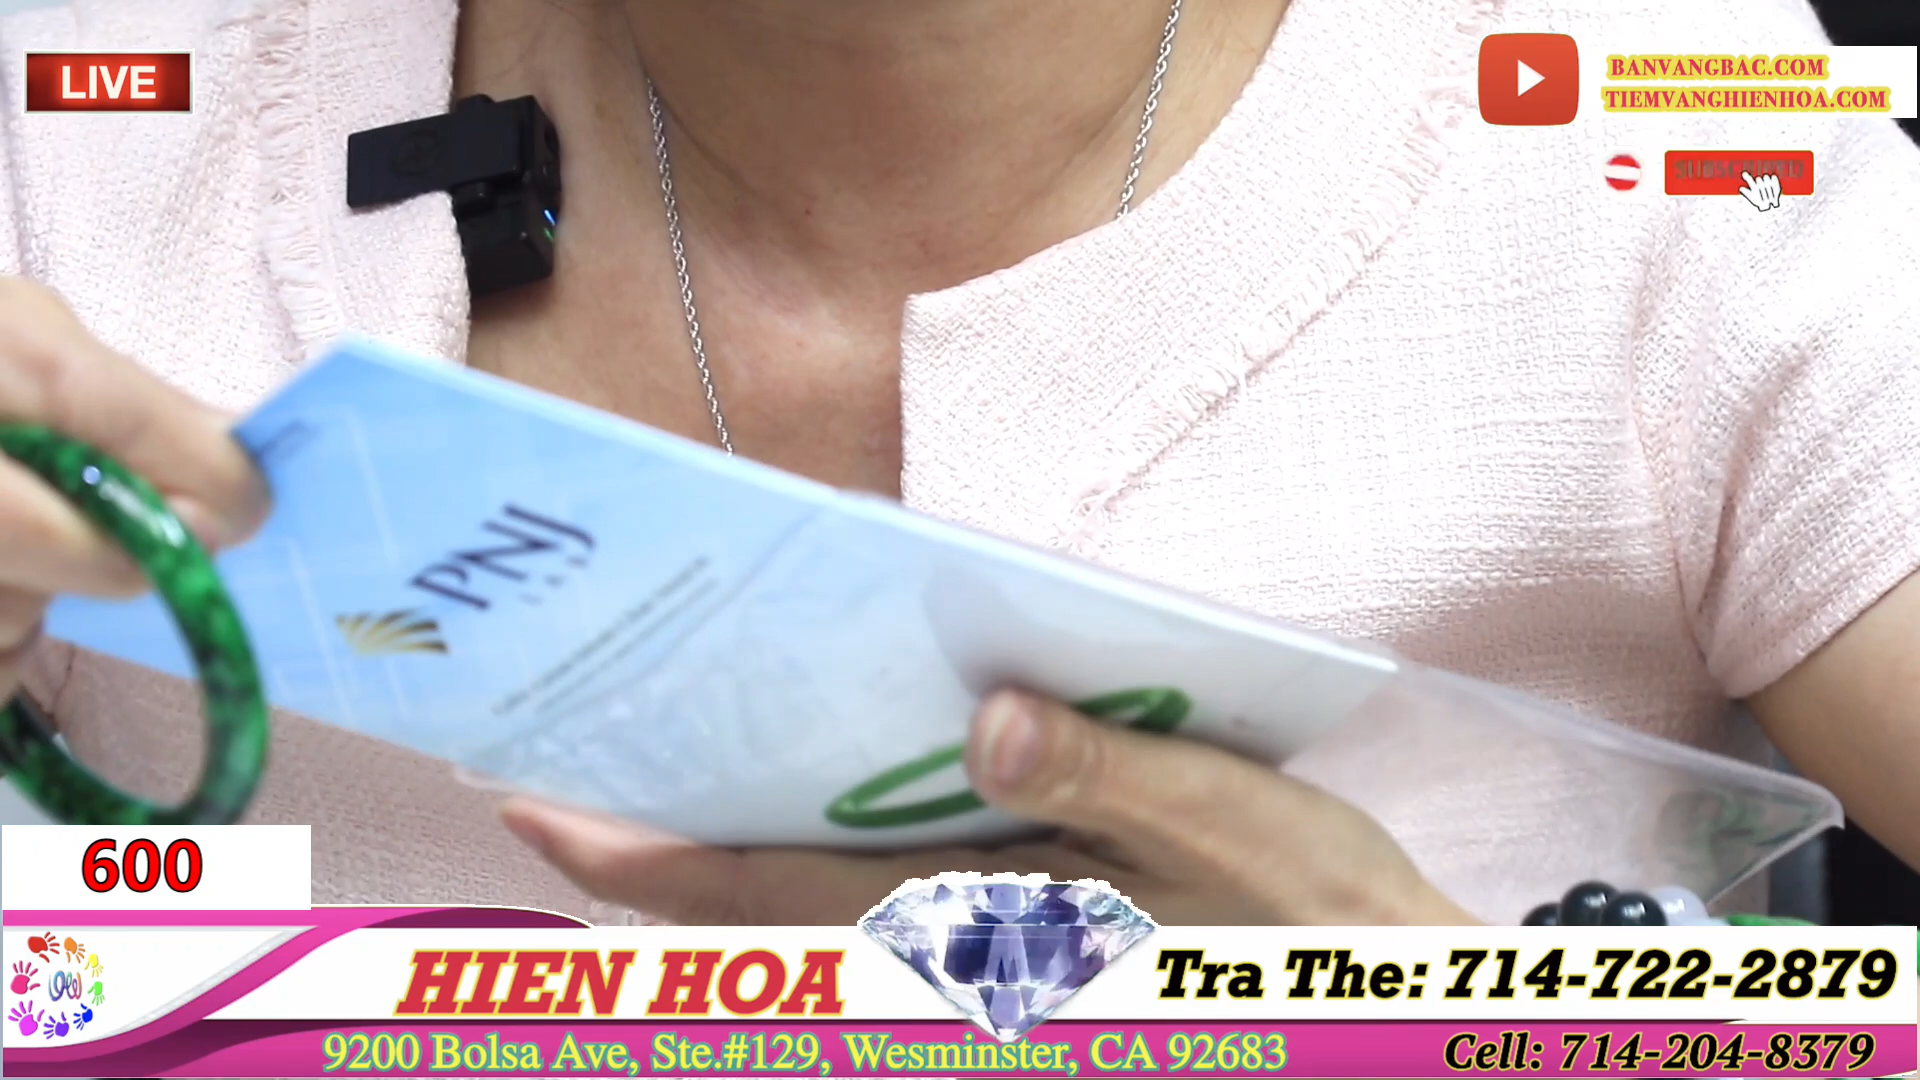 LIVE
BANVANGBAC.COM
TIEMVANGHIENHOA.COM
PNJ
LAB
600
HIEN HOA
Tra The: 714-722-2879
9200 Bolsa Ave, Ste.#129, Wesminster, CA 92683
Cell: 714-204-8379